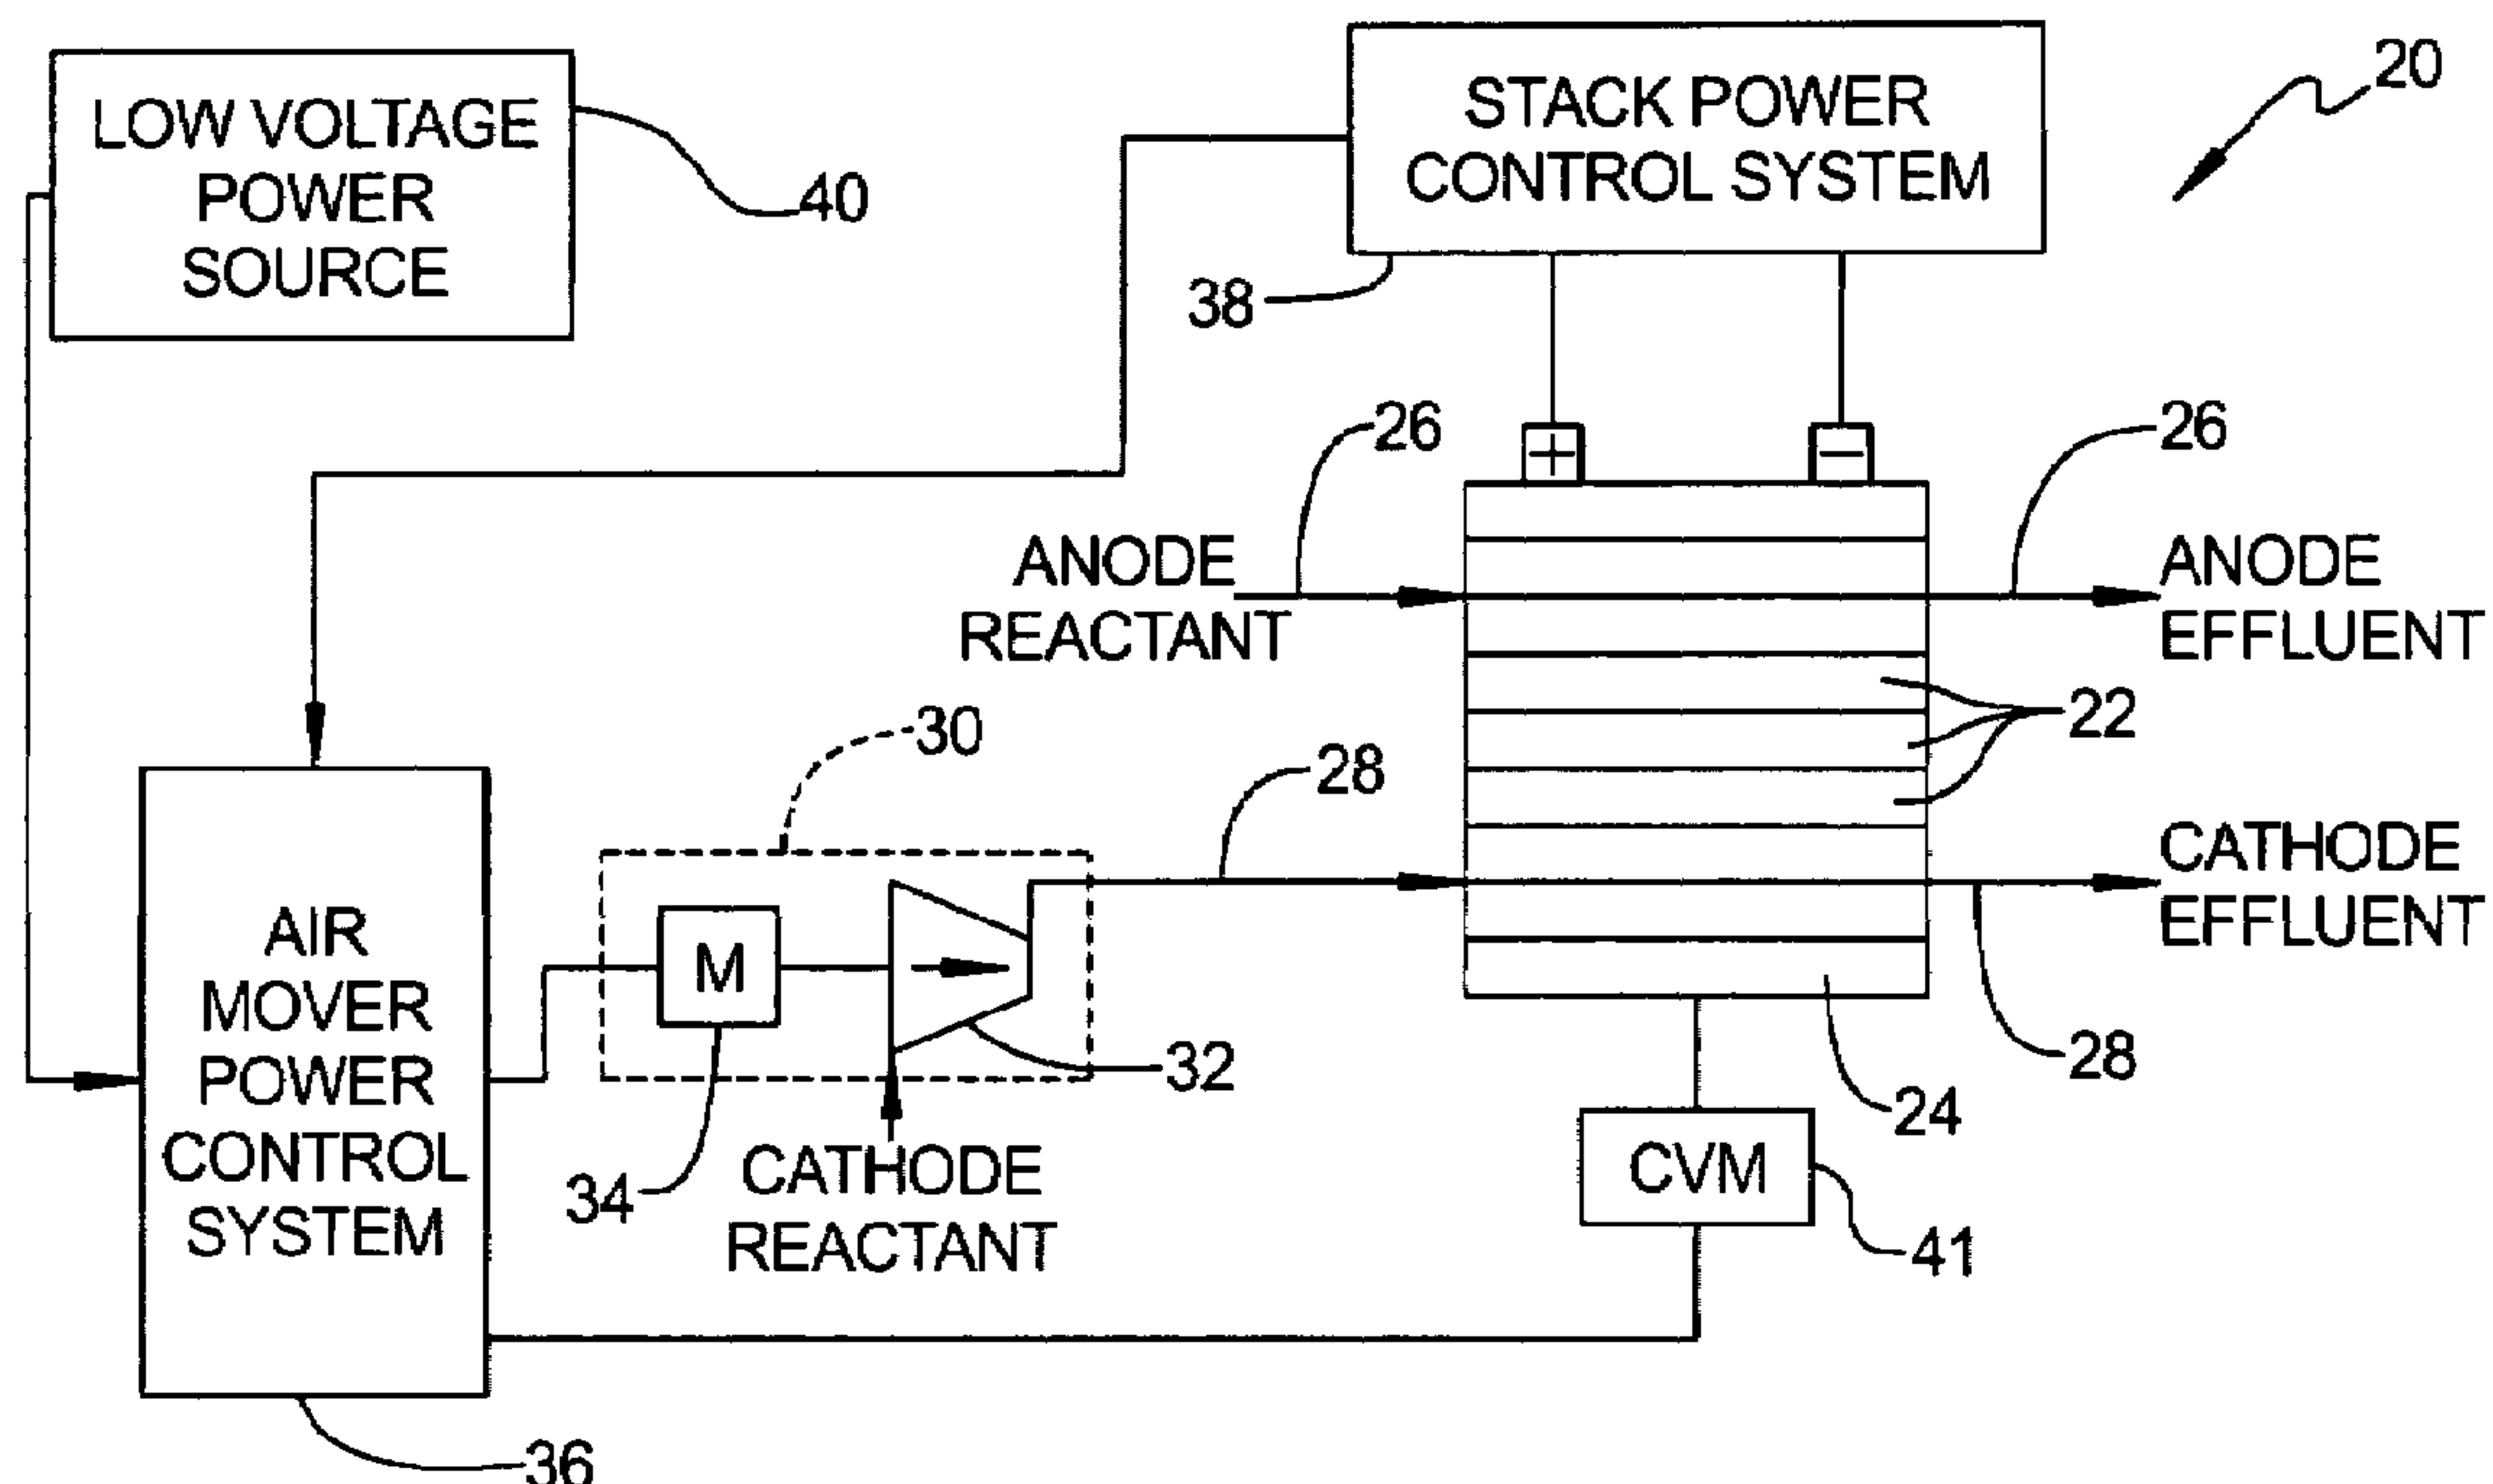 LOW VOLTAGE
POWER
SOURCE
40
STACK POWER
CONTROL SYSTEM
20
38
+
−
26
26
ANODE
REACTANT
ANODE
EFFLUENT
22
30
28
CATHODE
EFFLUENT
AIR
MOVER
POWER
CONTROL
SYSTEM
M
32
28
24
34
CATHODE
REACTANT
CVM
41
36